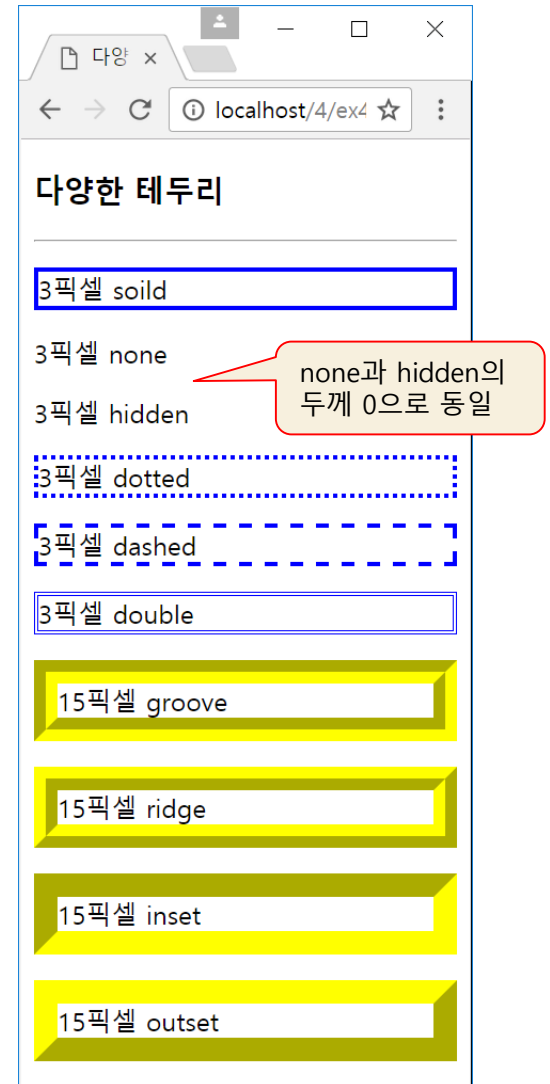 다양
localhost/4/ex4
다양한 테두리
3픽셀 soild
3픽셀 none
none과 hidden의
두께 0으로 동일
3픽셀 hidden
3픽셀 dotted
3픽셀 dashed
3픽셀 double
15픽셀 groove
15픽셀 ridge
15픽셀 inset
15픽셀 outset